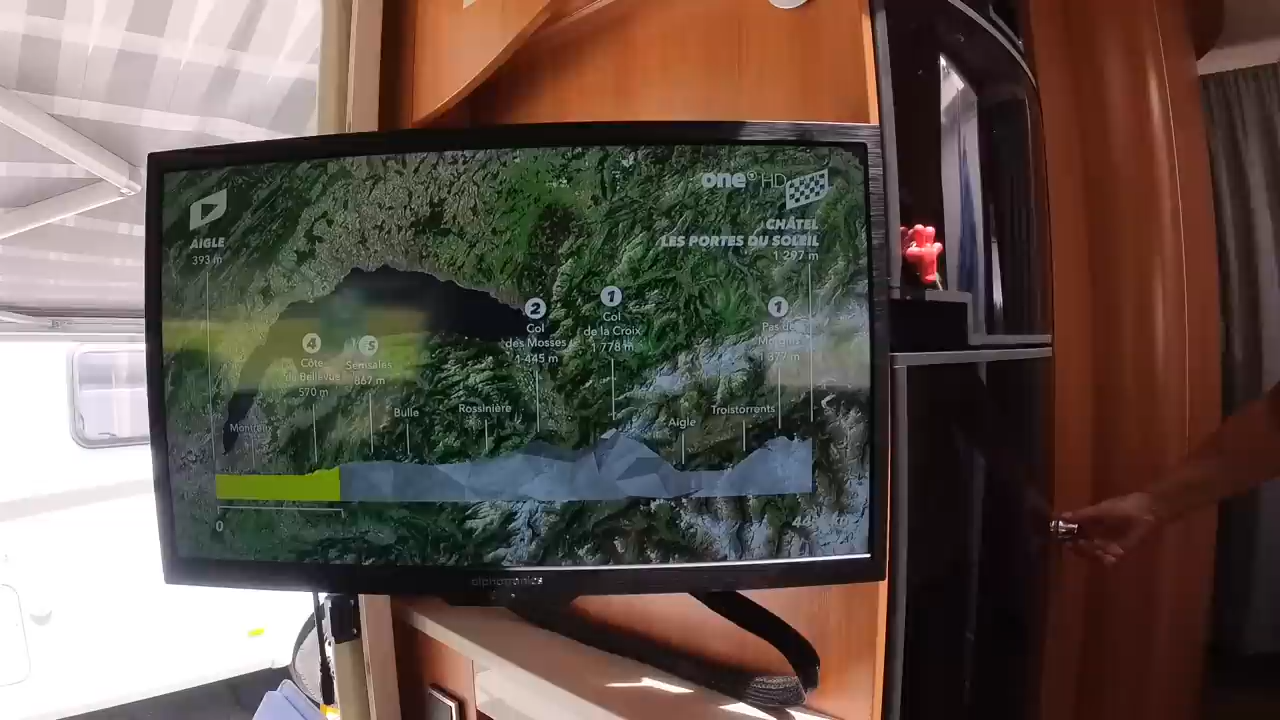 one HD
AIGLE
393 m
CHÂTEL
LES PORTES DU SOLEIL
1 297 m
4
Côte
de Bellevue
570 m
S
Semsales
867 m
2
Col
des Mosses
1 445 m
1
Col
de la Croix
1 778 m
1
Pas de
Morgins
1 377 m
Montreux
Bulle
Rossinière
Aigle
Troistorrents
0
alphatronics